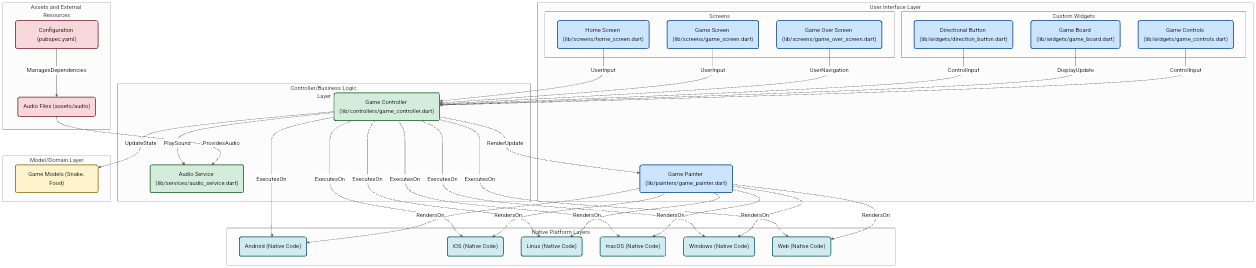 Assets and External
Resources
Configuration
(pubspec.yaml)
ManagesDependencies
Audio Files (assets/audio)
User Interface Layer
Screens
Home Screen
(lib/screens/home_screen.dart)
Game Screen
(lib/screens/game_screen.dart)
Game Over Screen
(lib/screens/game_over_screen.dart)
Custom Widgets
Directional Button
(lib/widgets/direction_button.dart)
Game Board
(lib/widgets/game_board.dart)
Game Controls
(lib/widgets/game_controls.dart)
UserInput
UserInput
UserNavigation
ControlInput
DisplayUpdate
ControlInput
Controller/Business Logic
Layer
Game Controller
(lib/controllers/game_controller.dart)
UpdateState
PlaySound
ProvidesAudio
RenderUpdate
Model/Domain Layer
Game Models (Snake,
Food)
Audio Service
(lib/services/audio_service.dart)
Game Painter
(lib/painters/game_painter.dart)
ExecutesOn
ExecutesOn
ExecutesOn
ExecutesOn
ExecutesOn
ExecutesOn
RendersOn
RendersOn
RendersOn
RendersOn
RendersOn
RendersOn
Native Platform Layers
Android (Native Code)
iOS (Native Code)
Linux (Native Code)
macOS (Native Code)
Windows (Native Code)
Web (Native Code)